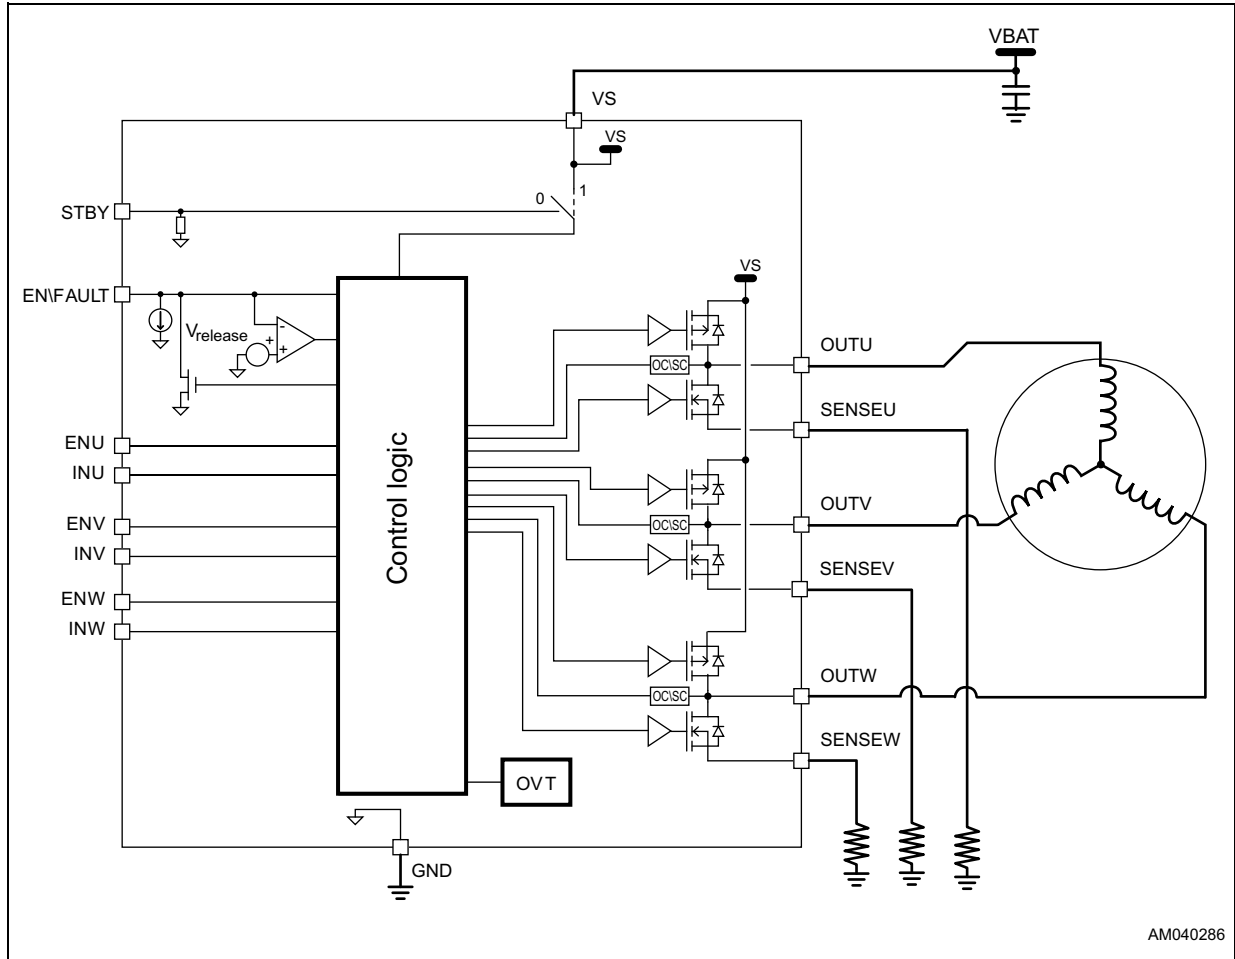 VBAT
VS
VS
0
1
STBY
EN\FAULT
Vrelease
-
+
+
VS
OUTU
OC\SC
SENSEU
ENU
INU
Control logic
OUTV
OC\SC
ENV
INV
SENSEV
ENW
INW
OUTW
OC\SC
SENSEW
OVT
GND
AM040286